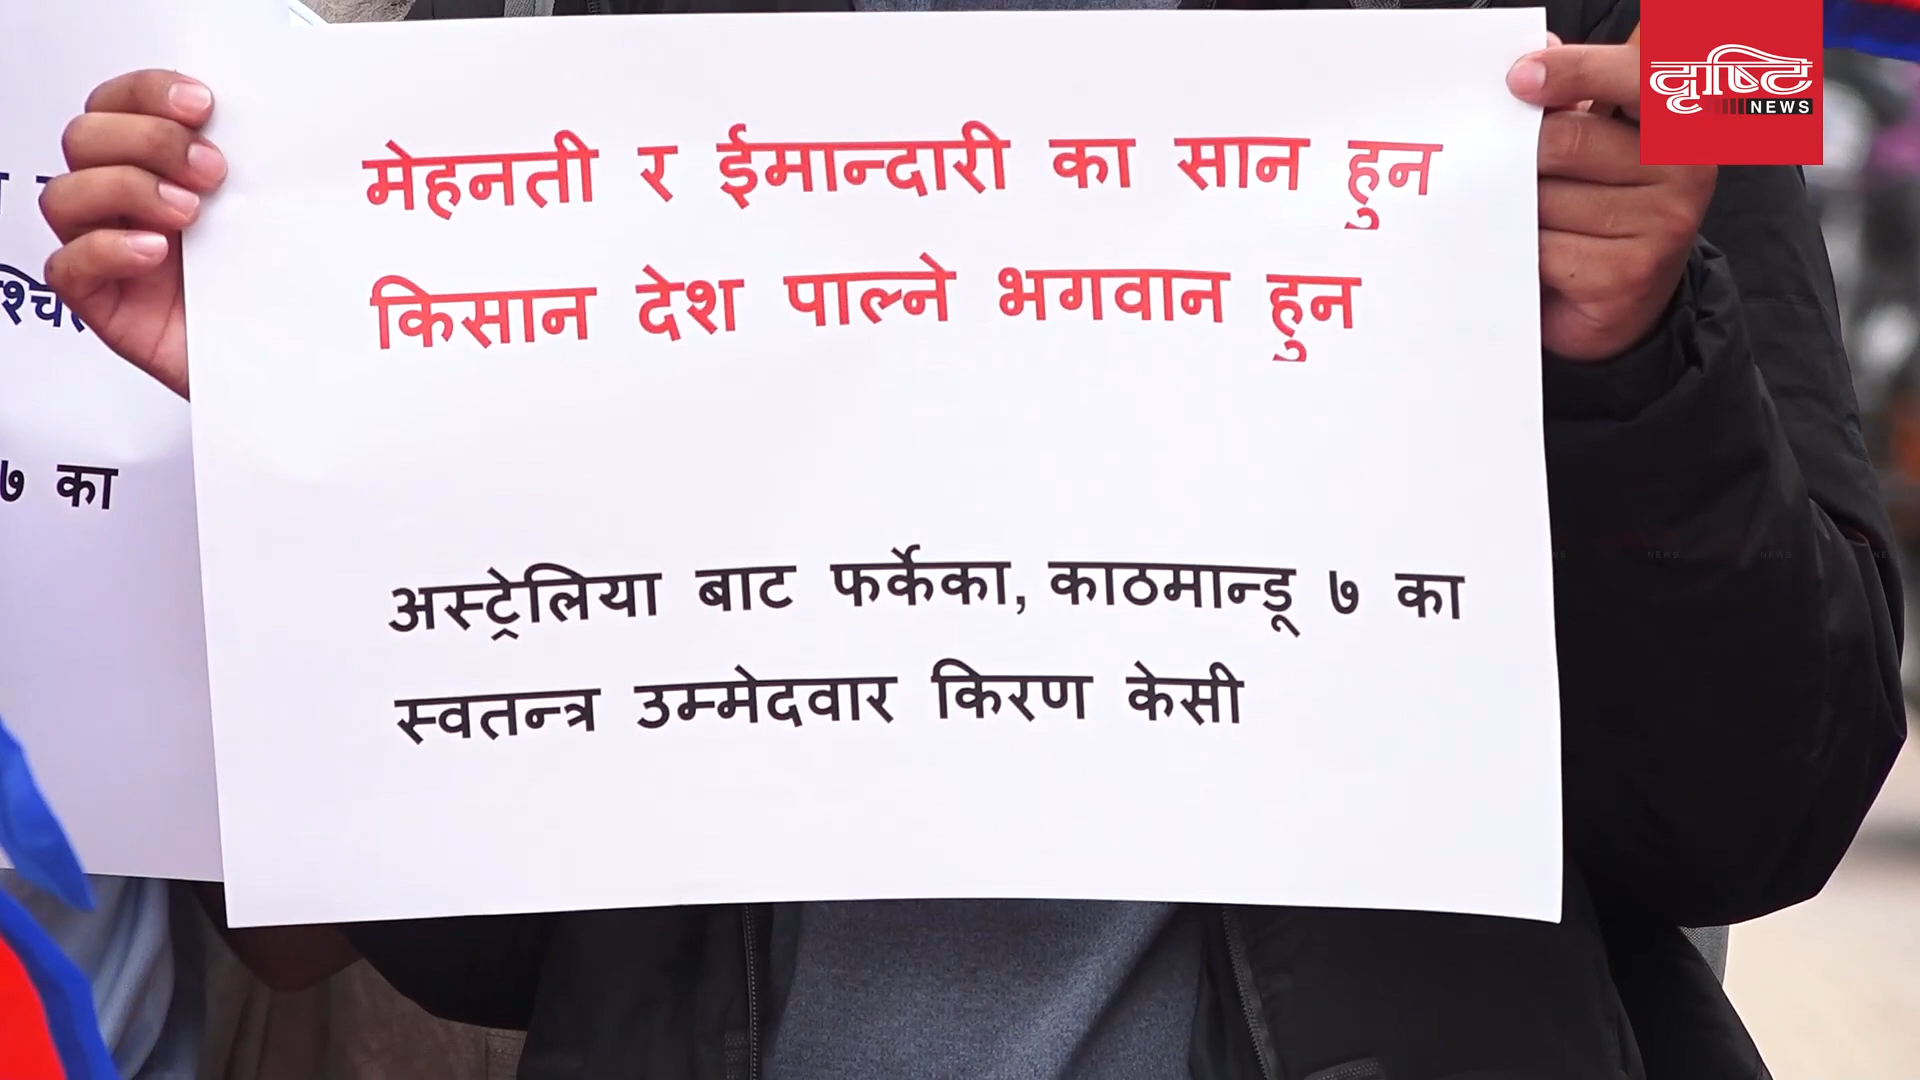 मेहनती र ईमान्दारी का सान हुन
किसान देश पाल्ने भगवान हुन
अस्ट्रेलिया बाट फर्केका, काठमान्डू ७ का
स्वतन्त्र उम्मेदवार किरण केसी
७ का
दृष्टि
NEWS